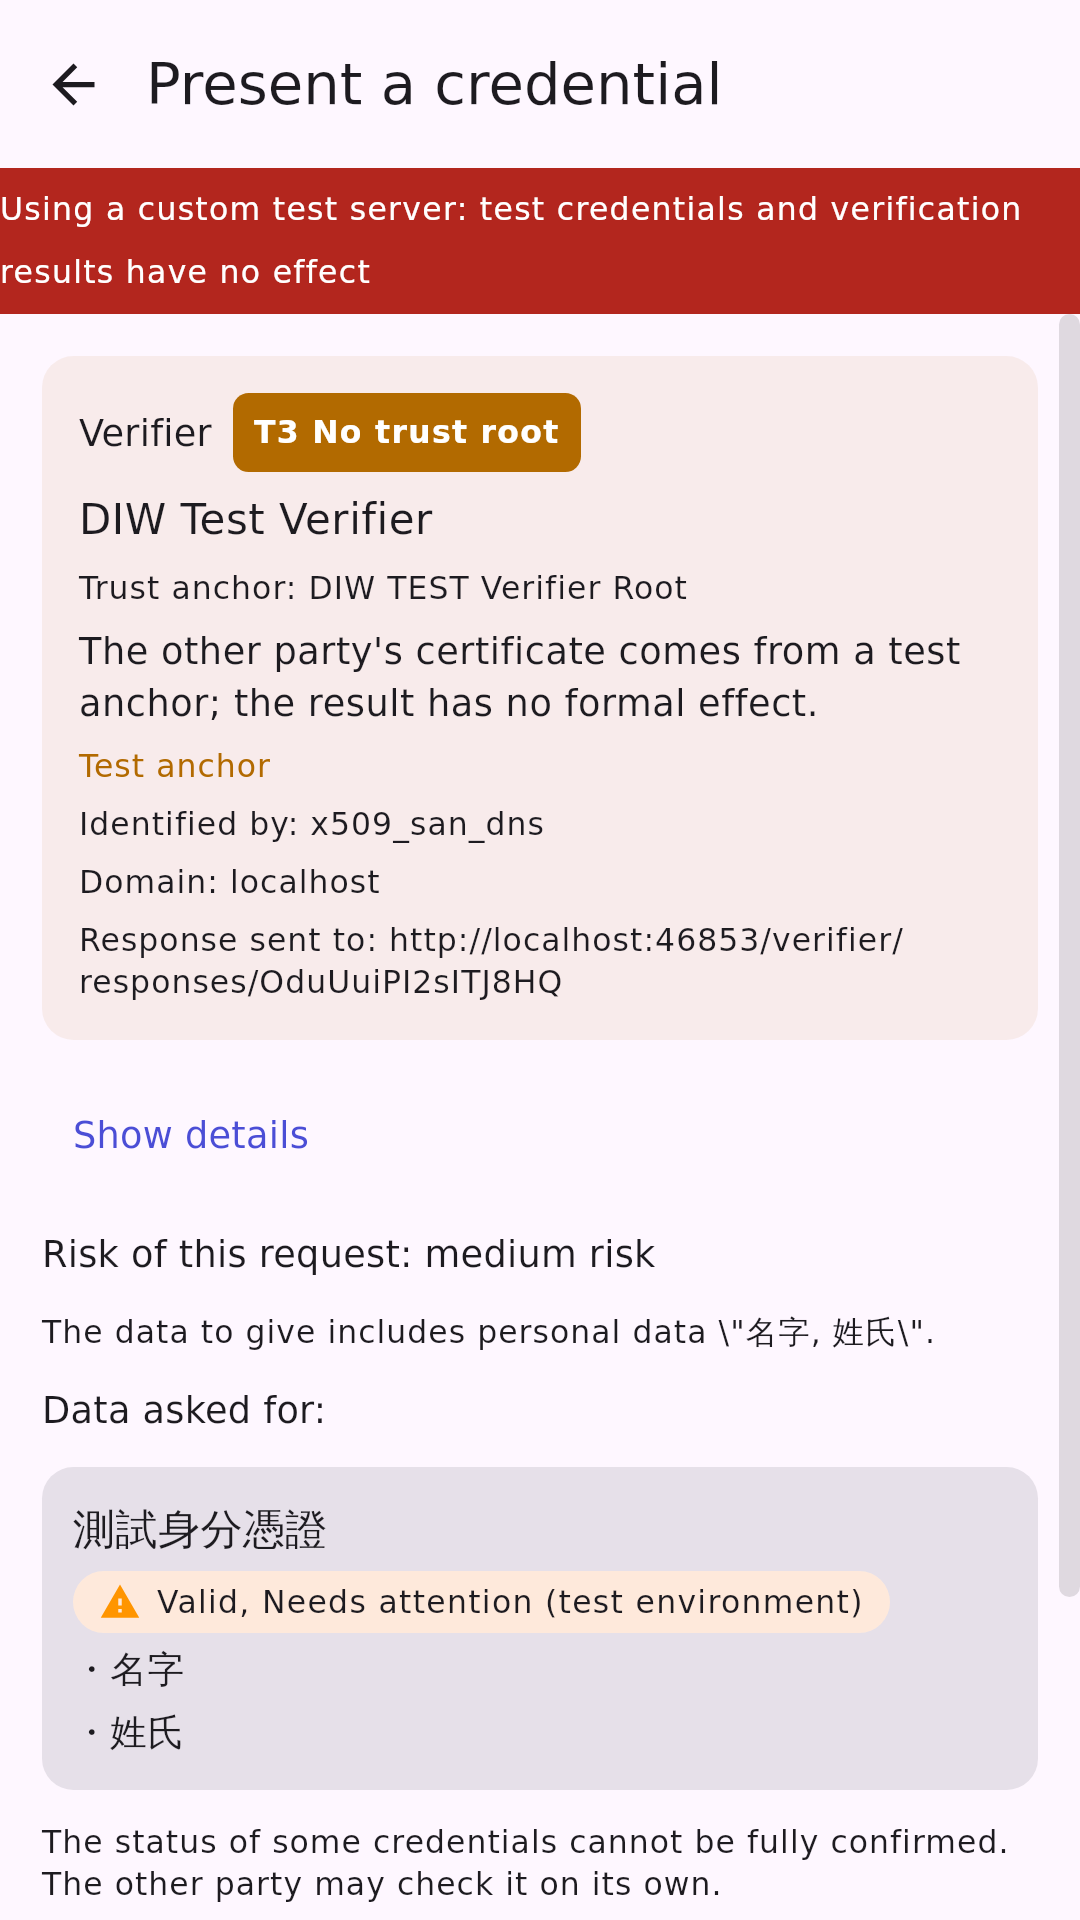 Present a credential
Using a custom test server: test credentials and verification
results have no effect
Verifier T3 No trust root
DIW Test Verifier
Trust anchor: DIW TEST Verifier Root
The other party's certificate comes from a test
anchor; the result has no formal effect.
Test anchor
Identified by: x509_san_dns
Domain: localhost
Response sent to: http://localhost:46853/verifier/
responses/OduUuiPI2sITJ8HQ
Show details
Risk of this request: medium risk
The data to give includes personal data \"名字, 姓氏\".
Data asked for:
測試身分憑證
Valid, Needs attention (test environment)
・名字
・姓氏
The status of some credentials cannot be fully confirmed.
The other party may check it on its own.